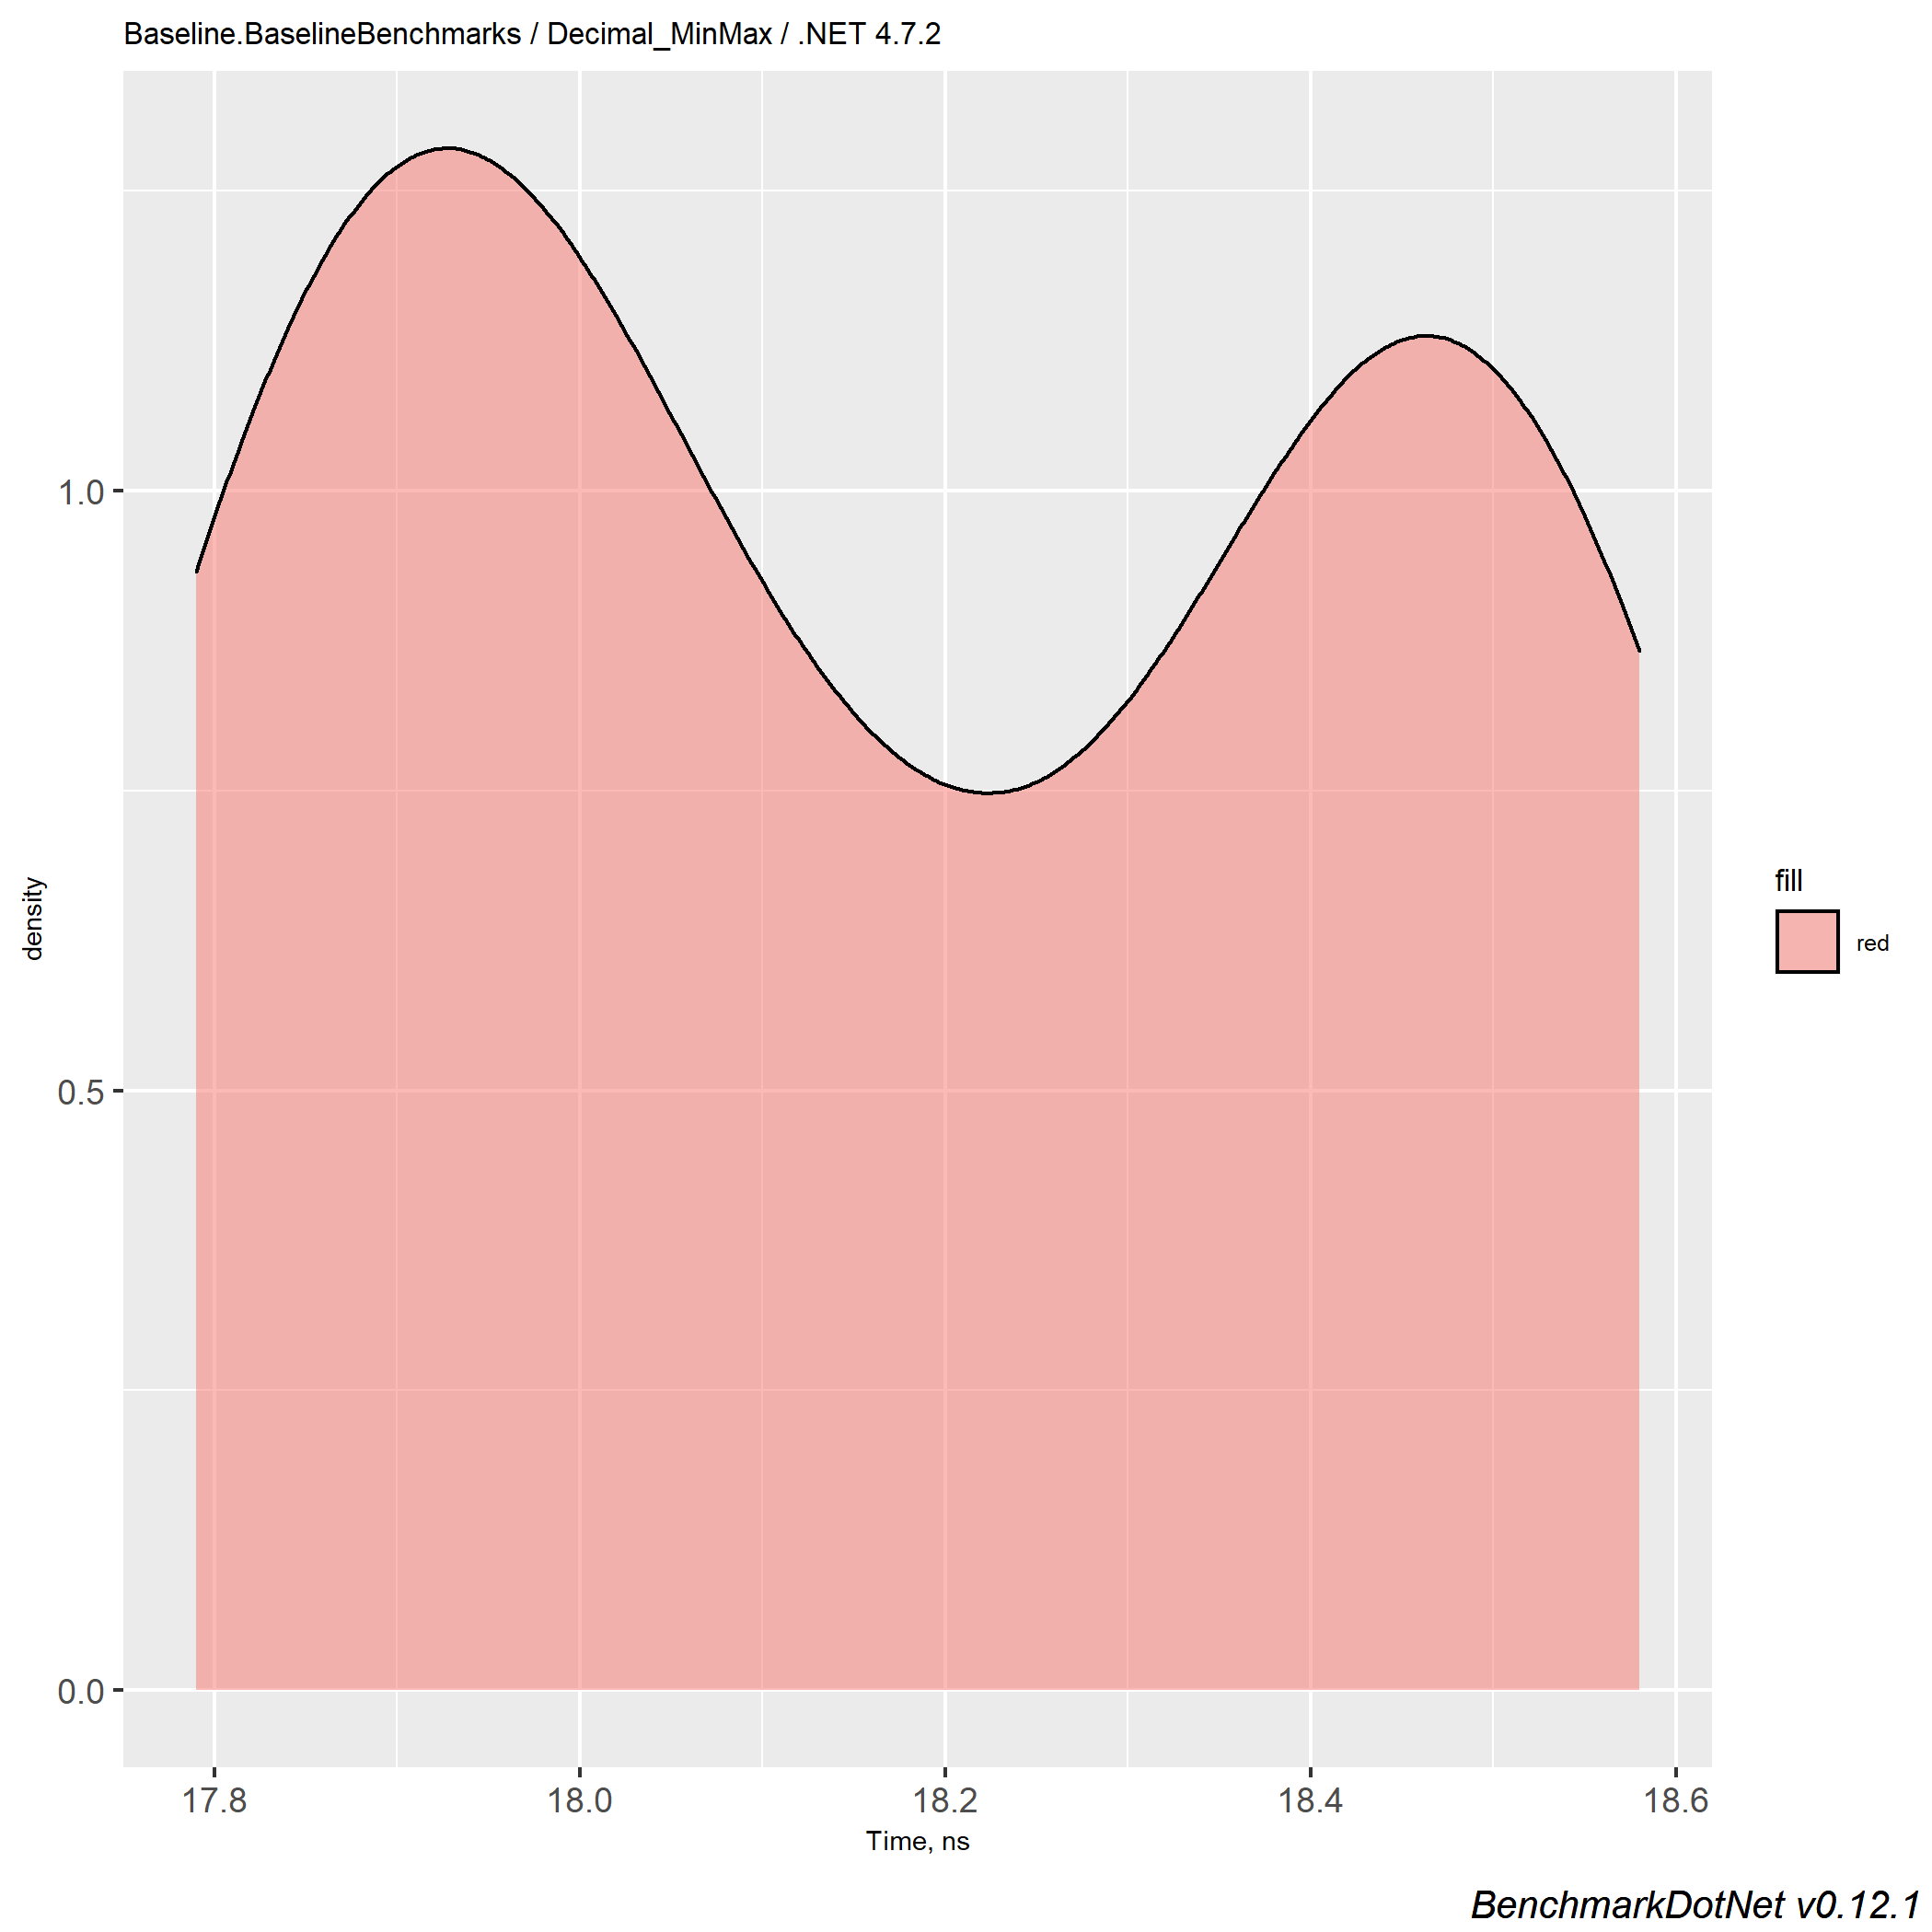 Baseline.BaselineBenchmarks / Decimal_MinMax / .NET 4.7.2
density
1.0
0.5
0.0
17.8 18.0 18.2 18.4 18.6
Time, ns
fill
red
BenchmarkDotNet v0.12.1